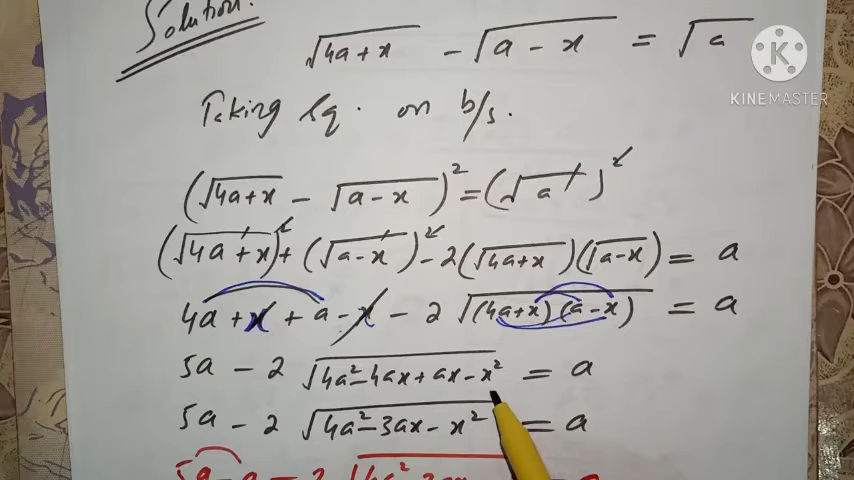 Solution.
√4a+x - √a-x = √a
KINEMASTER
Taking Sq. on b/s.
(√4a+x - √a-x)² = (√a)²
(√4a+x)² + (√a-x)² - 2(√4a+x)(√a-x) = a
4a + x + a - x - 2 √(4a+x)(a-x) = a
5a - 2 √4a²-4ax+ax-x² = a
5a - 2 √4a²-3ax-x² = a